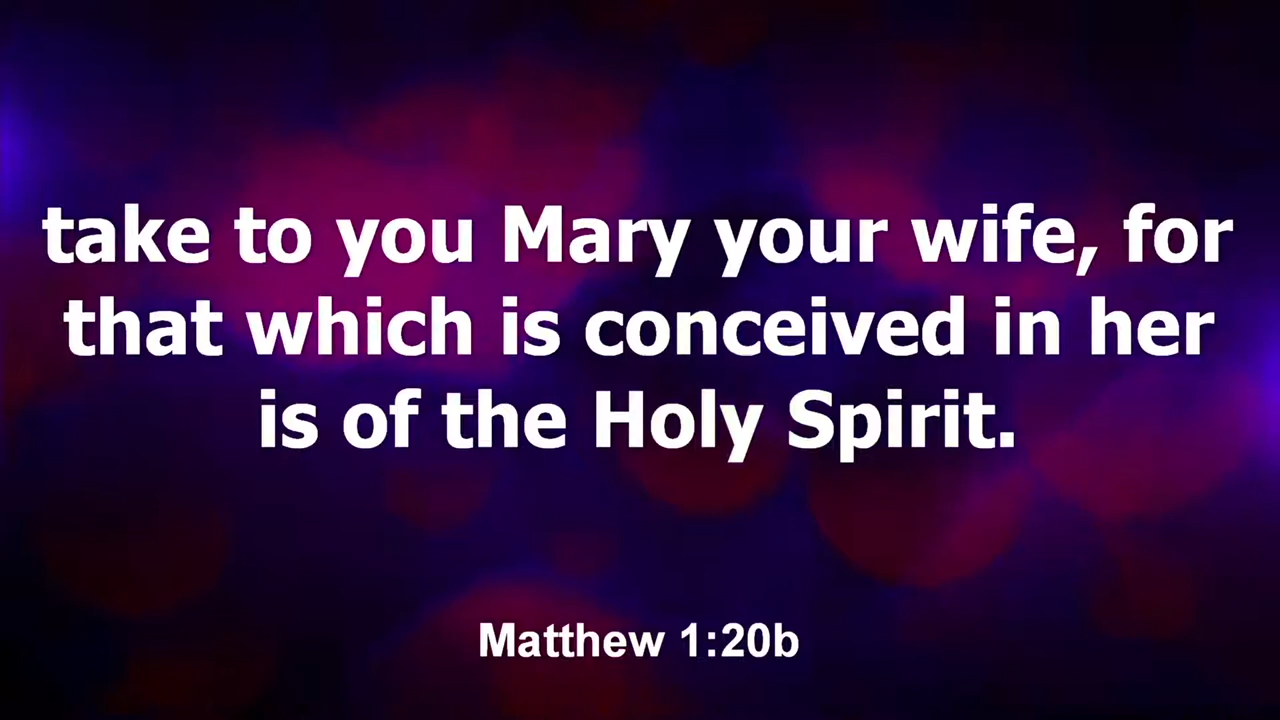 take to you Mary your wife, for
that which is conceived in her
is of the Holy Spirit.
Matthew 1:20b